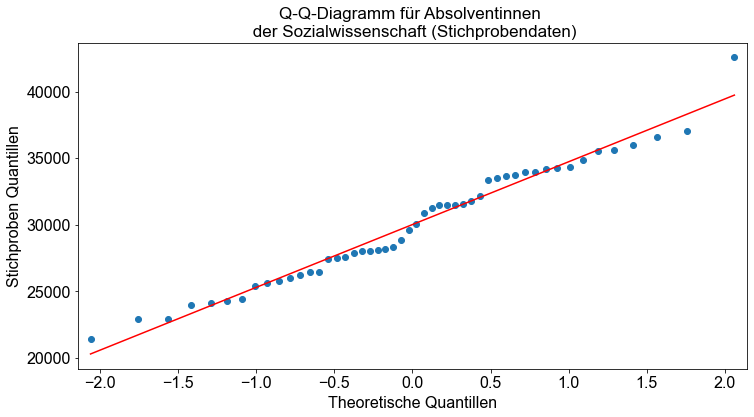 Q-Q-Diagramm für Absolventinnen
der Sozialwissenschaft (Stichprobendaten)
Stichproben Quantillen
40000
35000
30000
25000
20000
−2.0 −1.5 −1.0 −0.5 0.0 0.5 1.0 1.5 2.0
Theoretische Quantillen